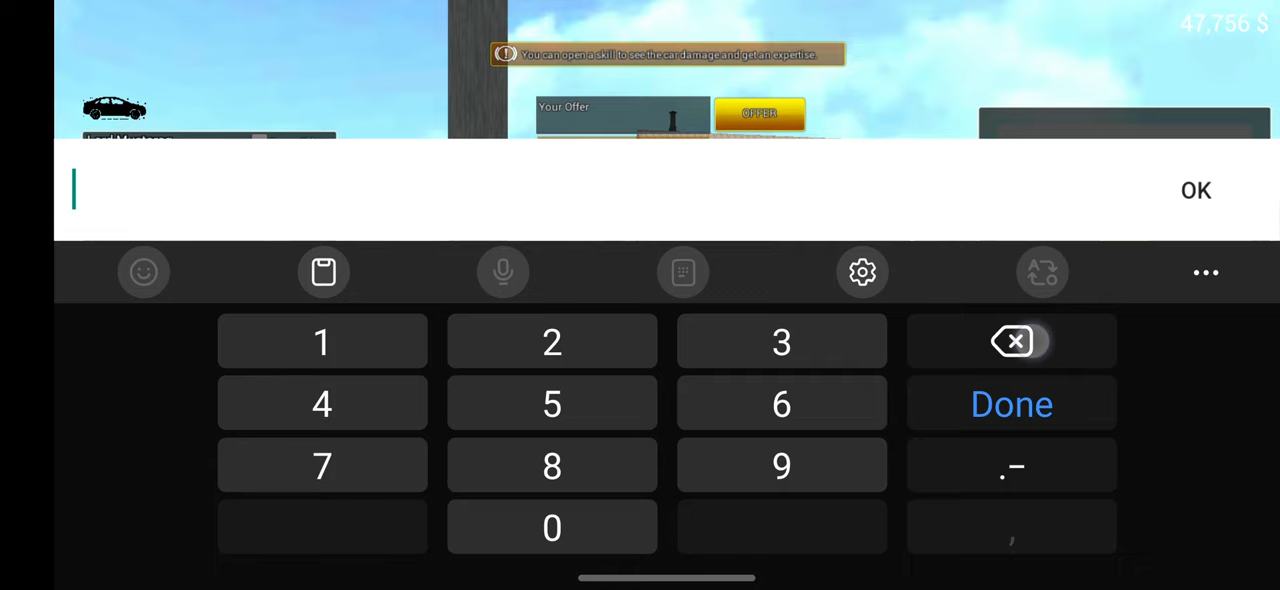 47,756 $
You can open a skill to see the car damage and get an expertise.
Your Offer
OFFER
OK
1 2 3
4 5 6 Done
7 8 9 .-
0 ,